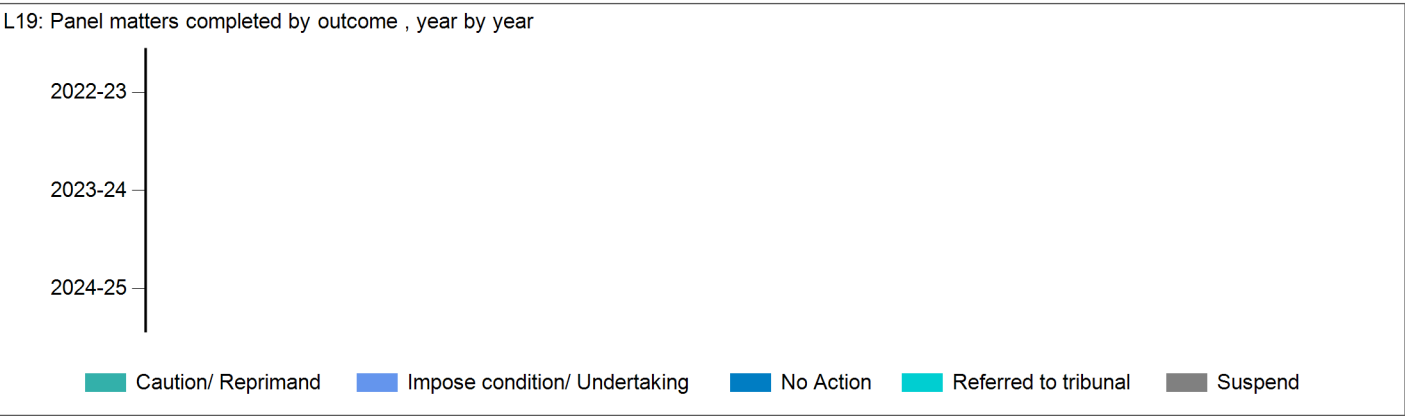 L19: Panel matters completed by outcome , year by year
2022-23
2023-24
2024-25
Caution/ Reprimand Impose condition/ Undertaking No Action Referred to tribunal Suspend